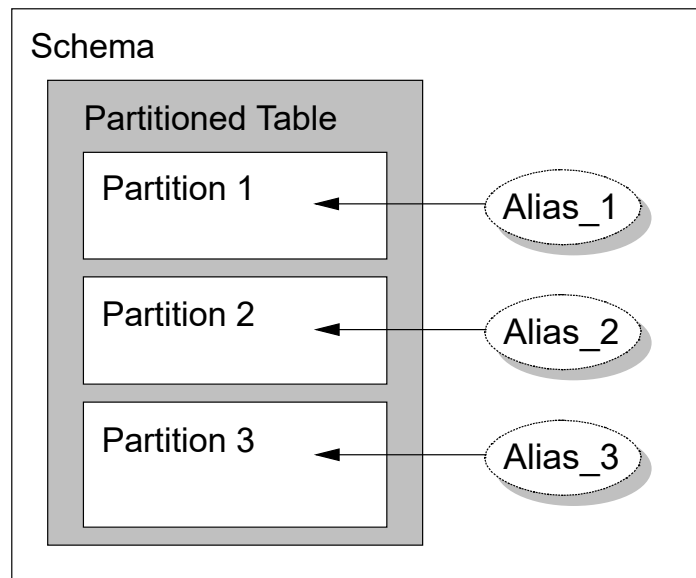 Schema
Partitioned Table
Partition 1
Alias_1
Partition 2
Alias_2
Partition 3
Alias_3